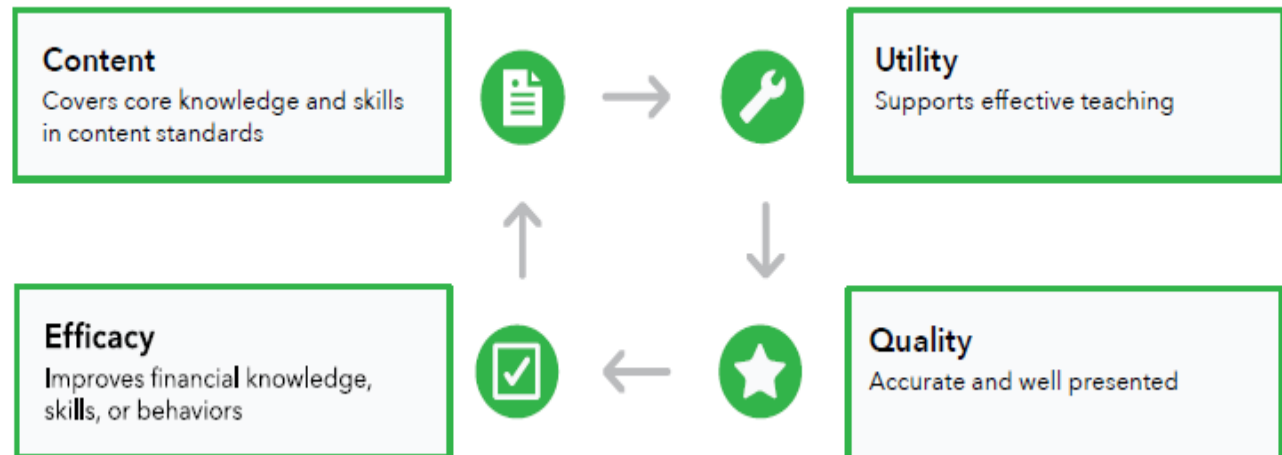 Content
Covers core knowledge and skills
in content standards
Utility
Supports effective teaching
Efficacy
Improves financial knowledge,
skills, or behaviors
Quality
Accurate and well presented